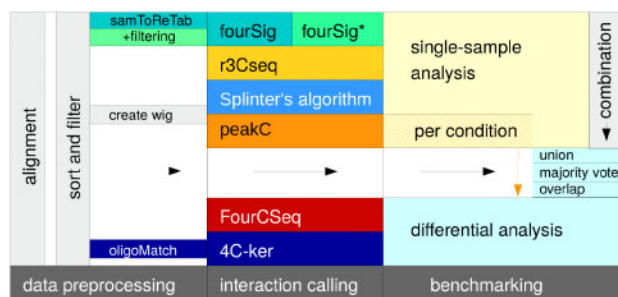 samToReTab
+filtering
fourSig
fourSig*
single-sample
analysis
combination
r3Cseq
alignment
sort and filter
Splinter's algorithm
create wig
peakC
per condition
union
majority vote
overlap
FourCSeq
differential analysis
oligoMatch
4C-ker
data preprocessing
interaction calling
benchmarking